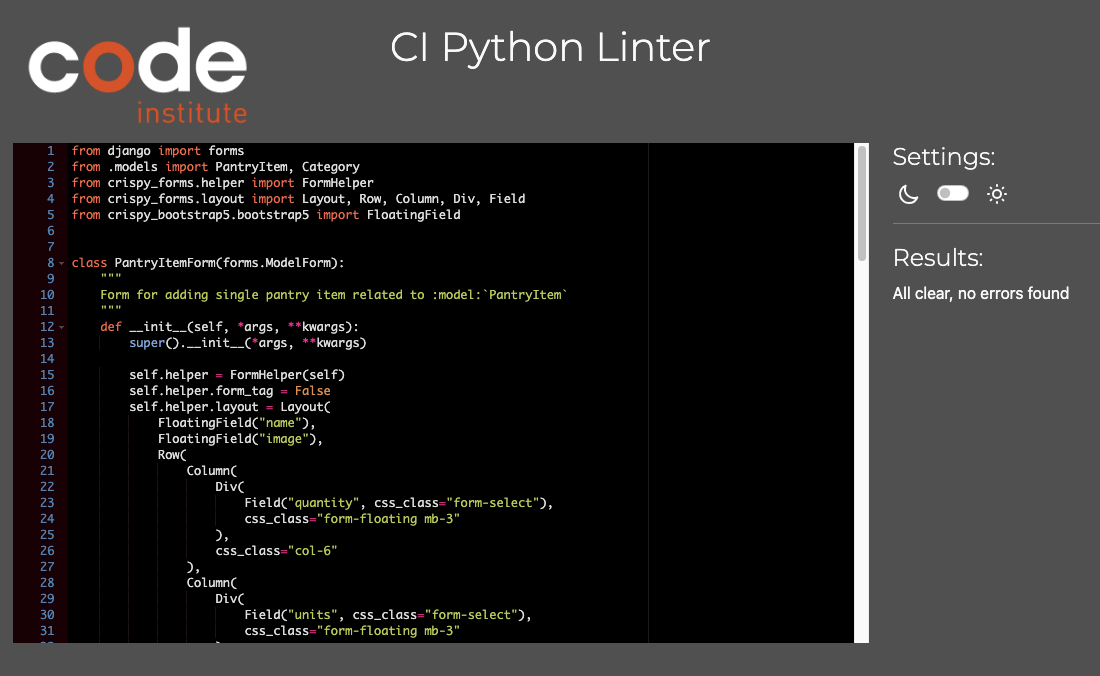 code
institute
CI Python Linter
1 from django import forms
2 from .models import PantryItem, Category
3 from crispy_forms.helper import FormHelper
4 from crispy_forms.layout import Layout, Row, Column, Div, Field
5 from crispy_bootstrap5.bootstrap5 import FloatingField
6
7
8 class PantryItemForm(forms.ModelForm):
9     """
10     Form for adding single pantry item related to :model:`PantryItem`
11     """
12     def __init__(self, *args, **kwargs):
13         super().__init__(*args, **kwargs)
14
15         self.helper = FormHelper(self)
16         self.helper.form_tag = False
17         self.helper.layout = Layout(
18             FloatingField("name"),
19             FloatingField("image"),
20             Row(
21                 Column(
22                     Div(
23                         Field("quantity", css_class="form-select"),
24                         css_class="form-floating mb-3"
25                     ),
26                     css_class="col-6"
27                 ),
28                 Column(
29                     Div(
30                         Field("units", css_class="form-select"),
31                         css_class="form-floating mb-3"
Settings:
Results:
All clear, no errors found